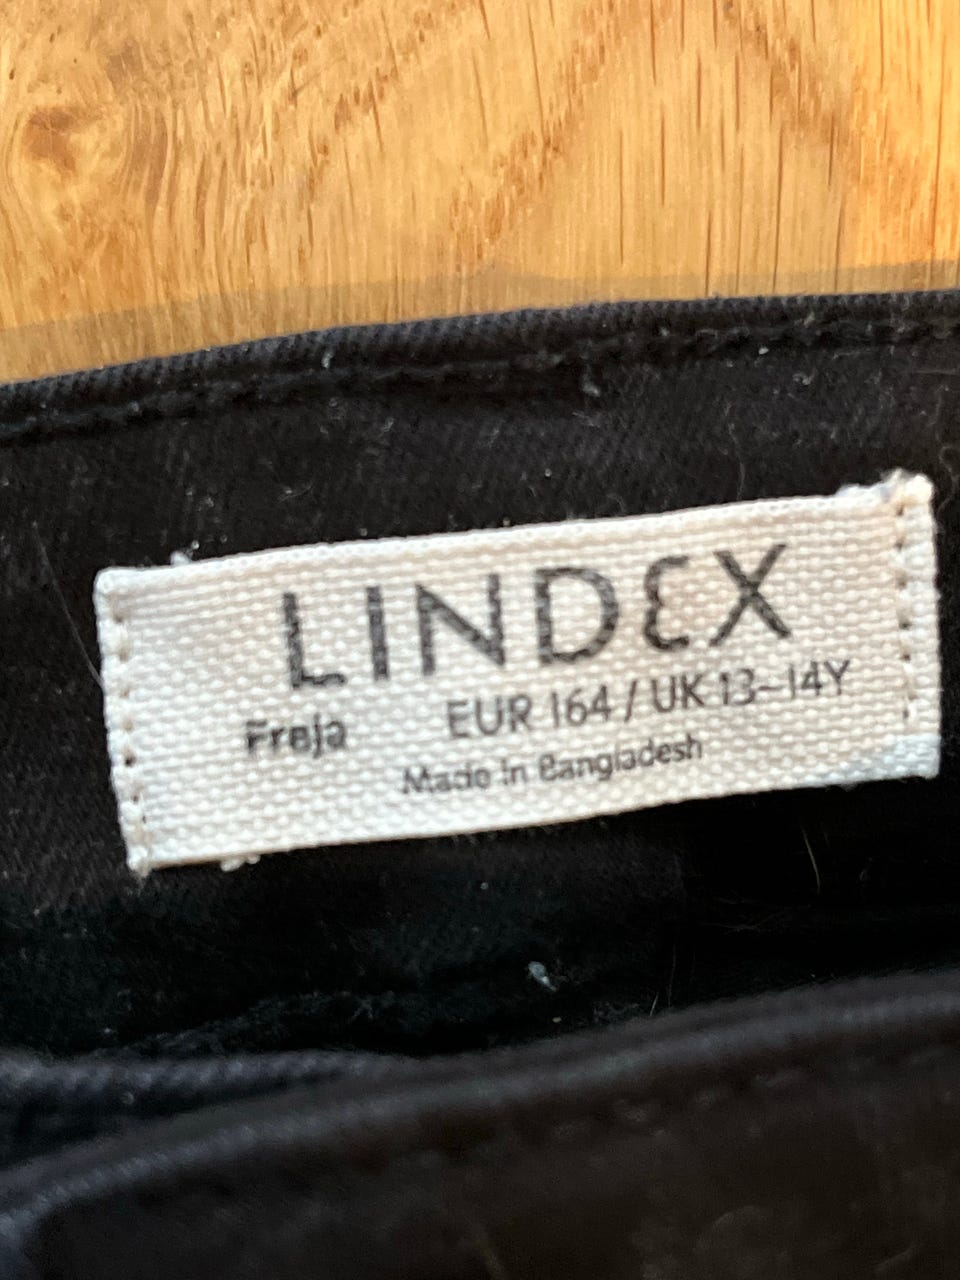 LINDEX
Freja EUR 164 / UK 13–14Y
Made in Bangladesh